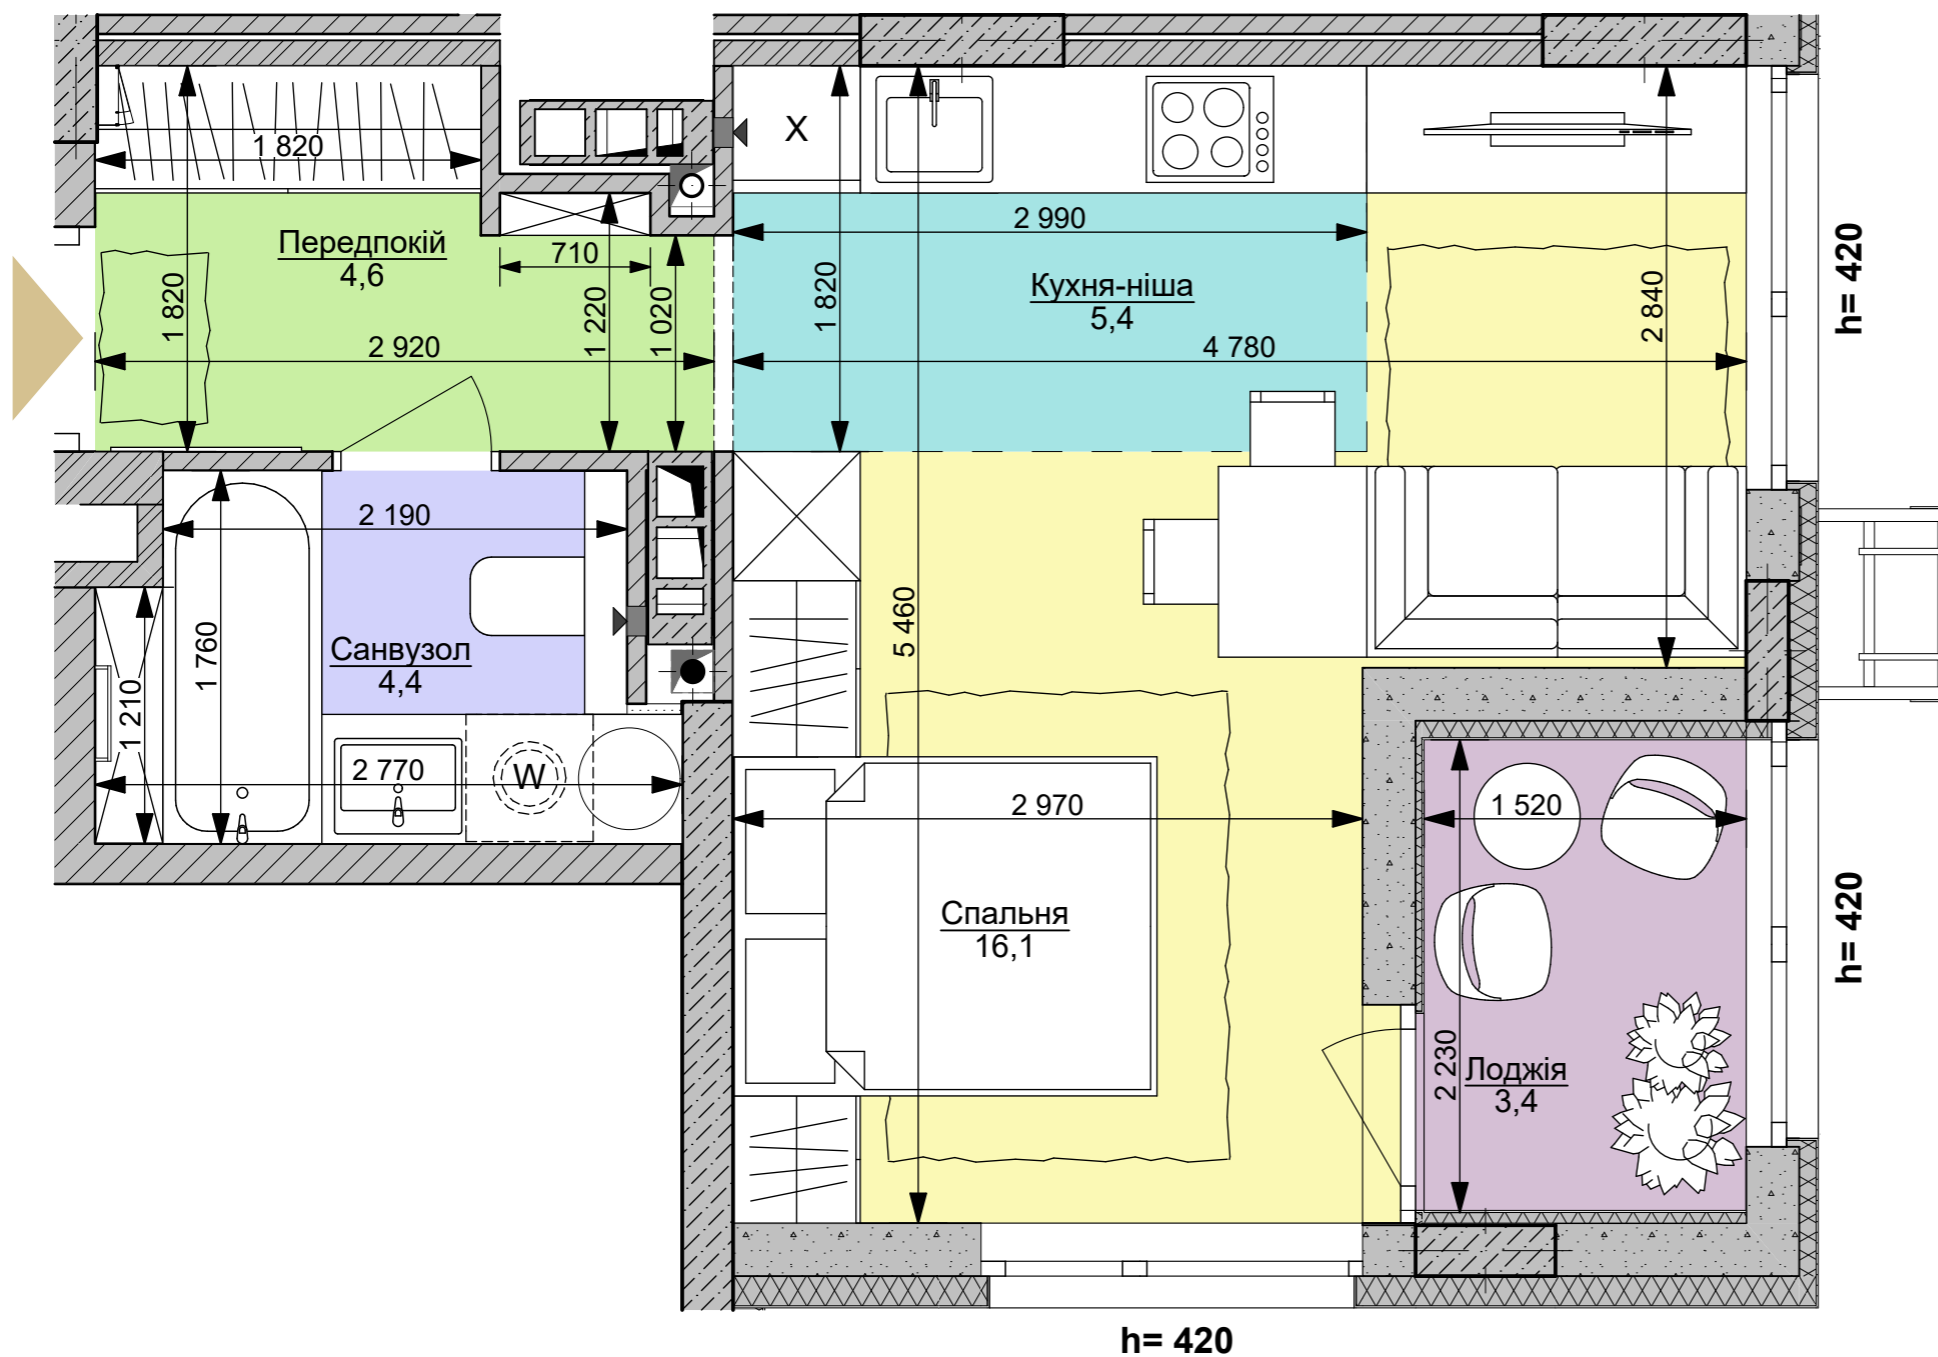 X
1 820
2 990
h= 420
Передпокій
4,6
710
1 820
1 220
1 020
1 820
Кухня-ніша
5,4
2 840
2 920
4 780
2 190
5 460
Санвузол
4,4
1 760
1 210
2 770
W
2 970
1 520
Спальня
16,1
h= 420
2 230
Лоджія
3,4
h= 420